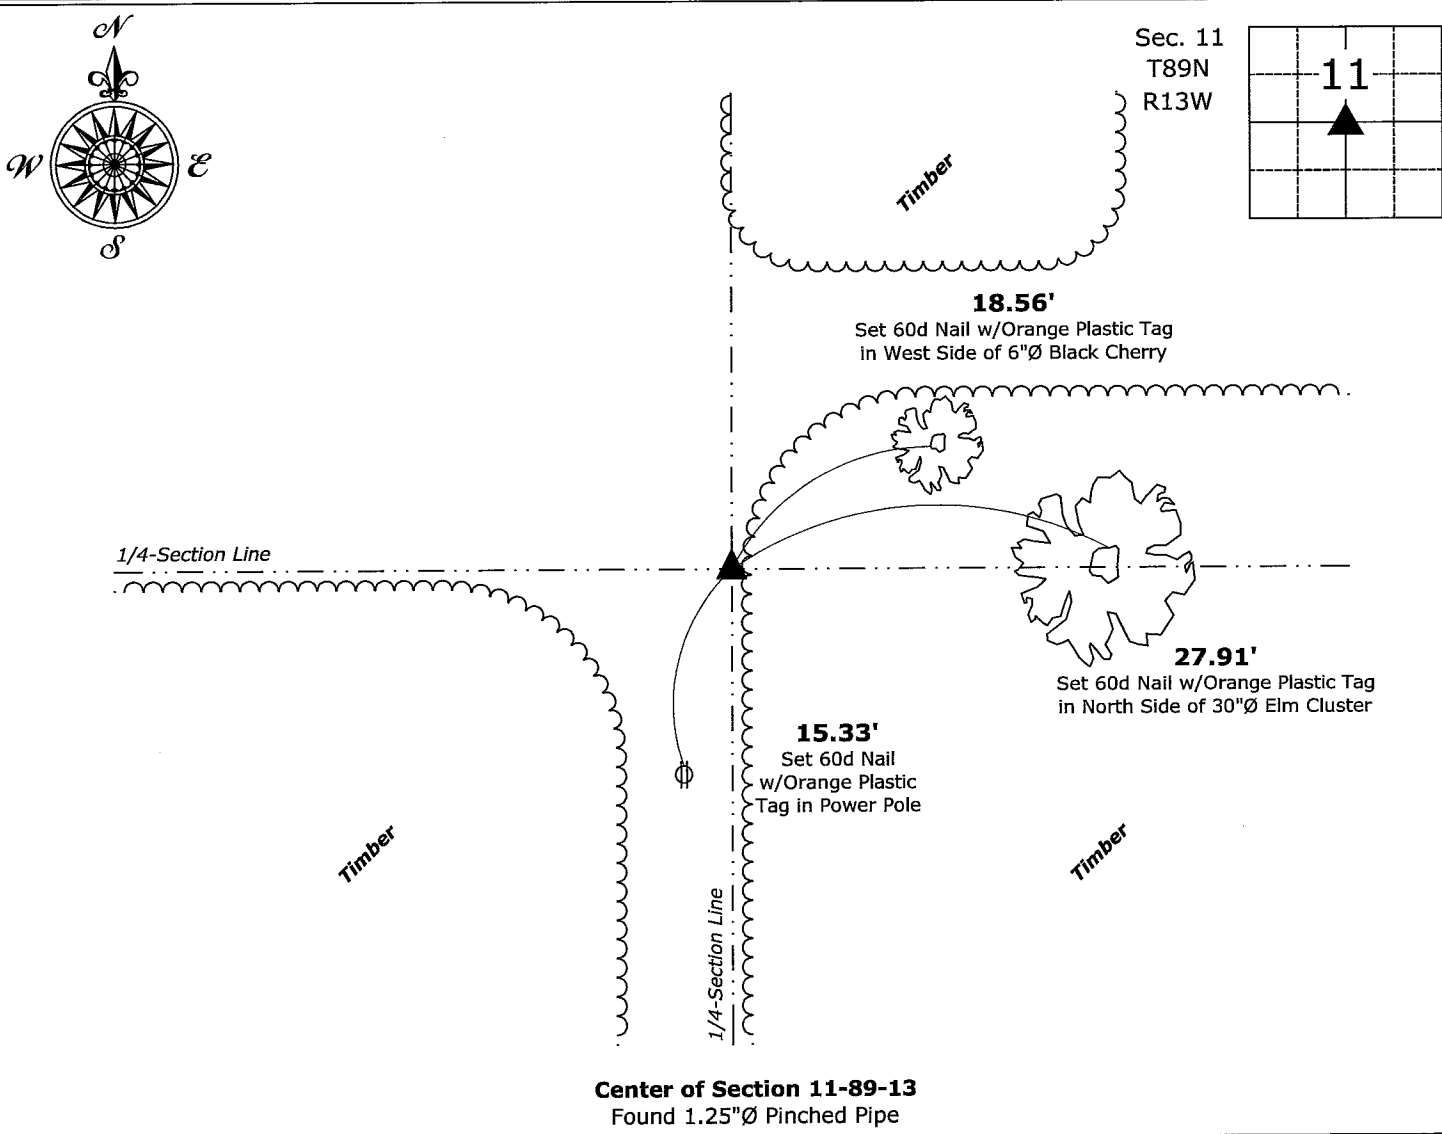 N
W
E
S
Sec. 11
T89N
R13W
11
Timber
18.56'
Set 60d Nail w/Orange Plastic Tag
in West Side of 6"Ø Black Cherry
1/4-Section Line
27.91'
Set 60d Nail w/Orange Plastic Tag
in North Side of 30"Ø Elm Cluster
15.33'
Set 60d Nail
w/Orange Plastic
Tag in Power Pole
Timber
Timber
1/4-Section Line
Center of Section 11-89-13
Found 1.25"Ø Pinched Pipe